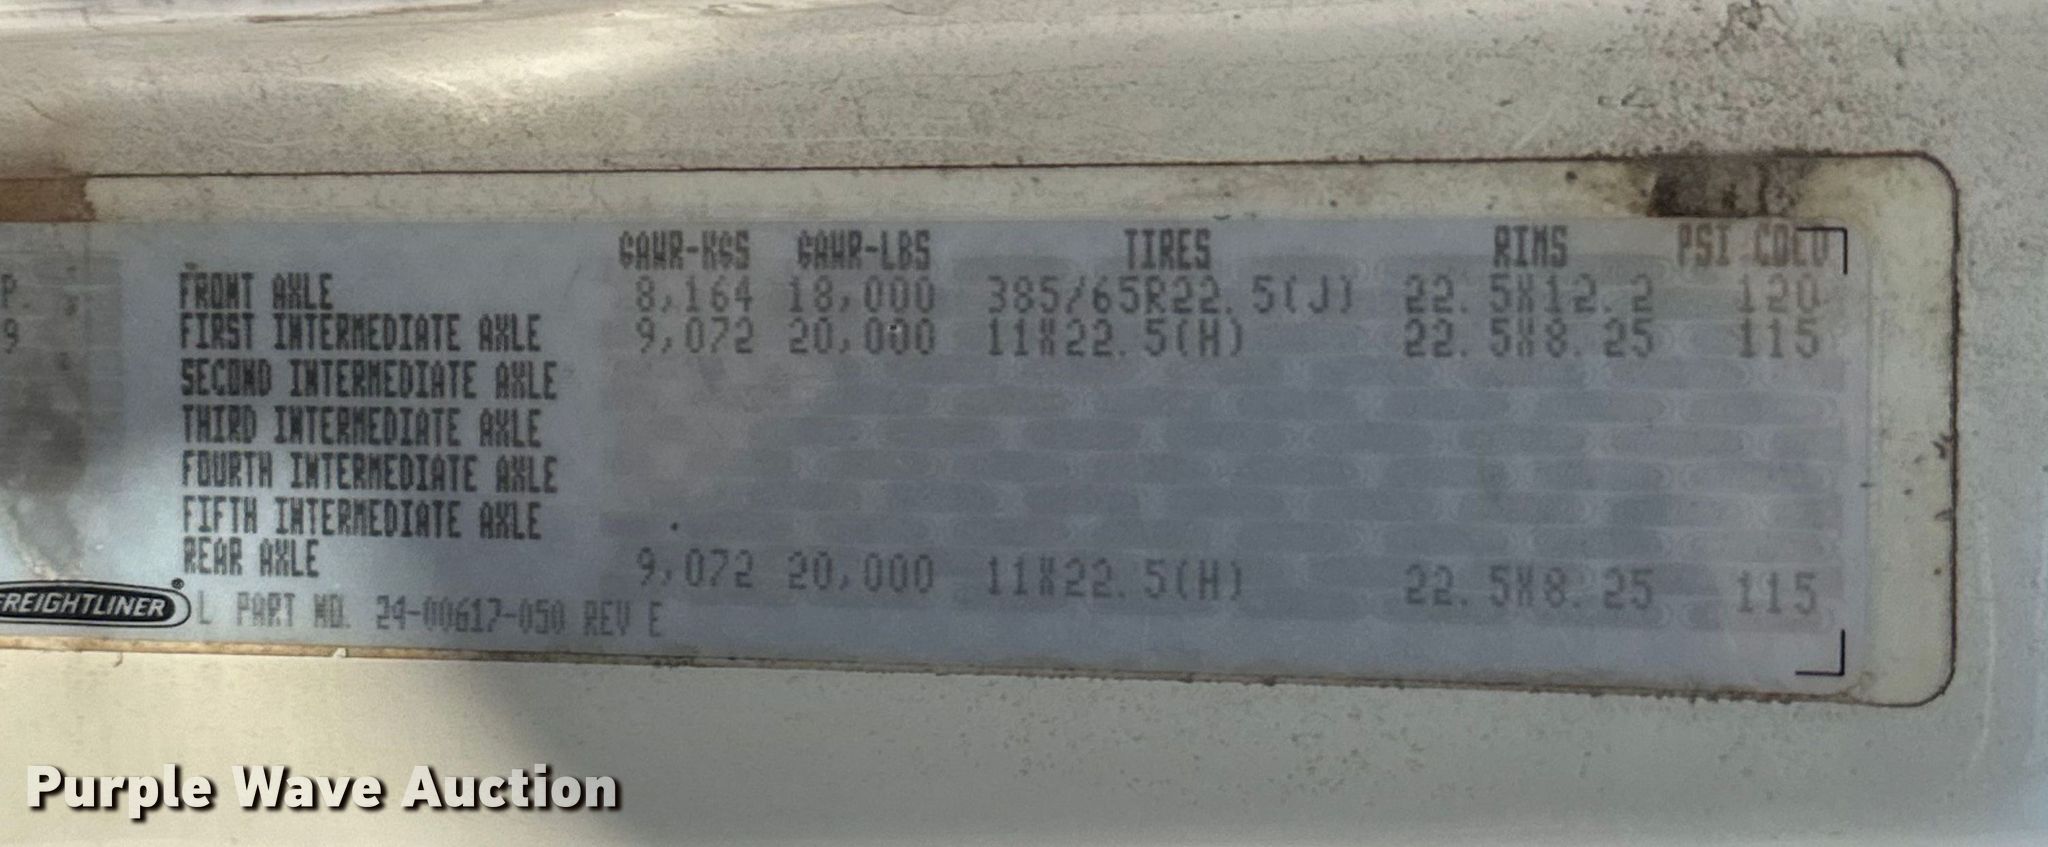 GAWR-KGS GAWR-LBS TIRES RIMS PSI COLD
P. FRONT AXLE 8,164 18,000 385/65R22.5(J) 22.5X12.2 120
9 FIRST INTERMEDIATE AXLE 9,072 20,000 11X22.5(H) 22.5X8.25 115
SECOND INTERMEDIATE AXLE
THIRD INTERMEDIATE AXLE
FOURTH INTERMEDIATE AXLE
FIFTH INTERMEDIATE AXLE
REAR AXLE 9,072 20,000 11X22.5(H) 22.5X8.25 115
FREIGHTLINER® L PART NO. 24-00617-050 REV E
Purple Wave Auction